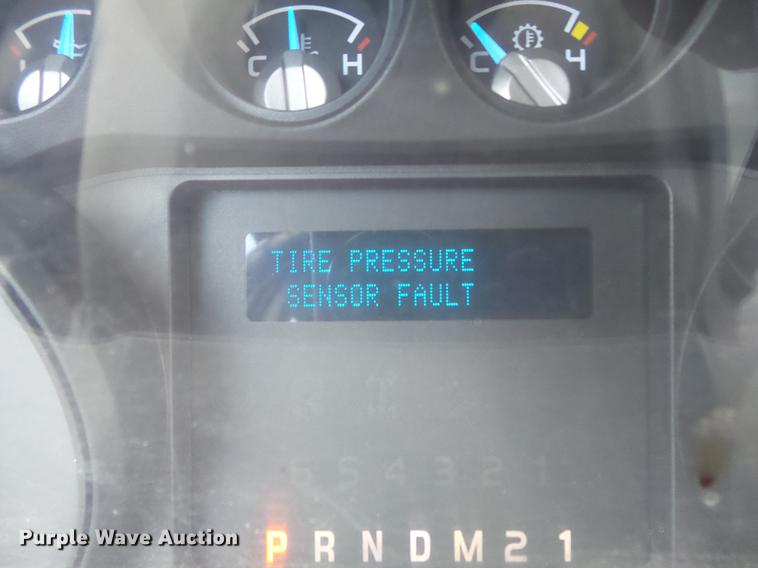 C H C 4
TIRE PRESSURE
SENSOR FAULT
6 5 4 3 2 1
P R N D M 2 1
Purple Wave Auction